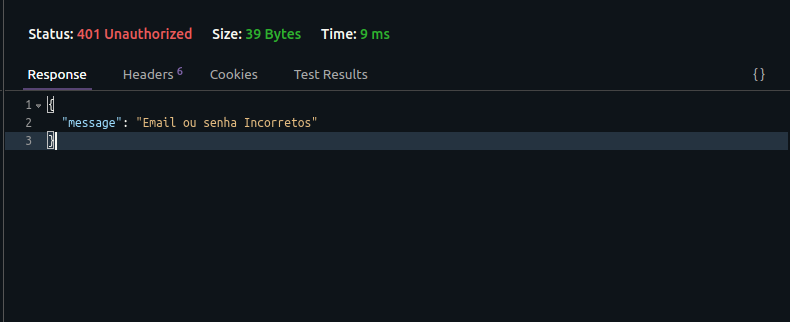 Status: 401 Unauthorized Size: 39 Bytes Time: 9 ms
Response Headers 6 Cookies Test Results {}
1 {
2 "message": "Email ou senha Incorretos"
3 }